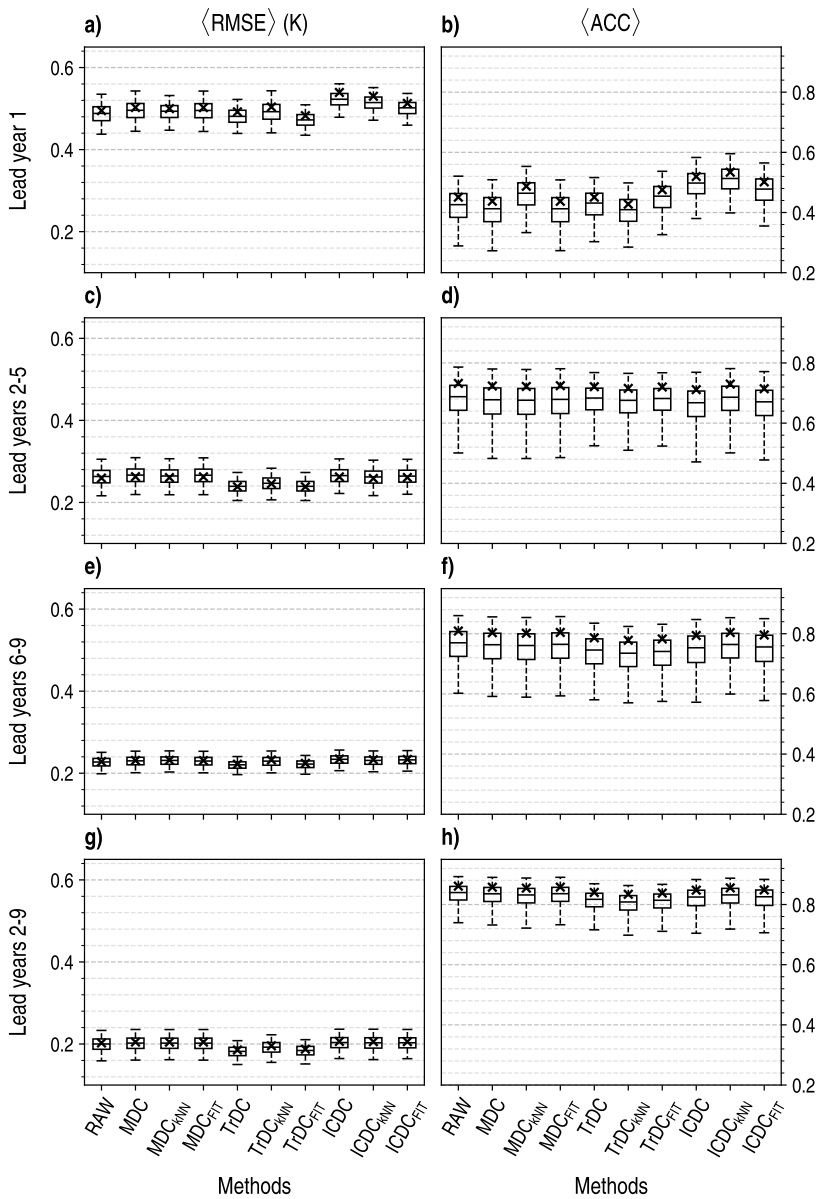 a) ⟨RMSE⟩ (K)
b) ⟨ACC⟩
Lead year 1
0.6
0.4
0.2
0.8
0.6
0.4
0.2
c)
d)
Lead years 2-5
0.6
0.4
0.2
0.8
0.6
0.4
0.2
e)
f)
Lead years 6-9
0.6
0.4
0.2
0.8
0.6
0.4
0.2
g)
h)
Lead years 2-9
0.6
0.4
0.2
0.8
0.6
0.4
0.2
RAW
MDC
MDCkNN
MDCFIT
TrDC
TrDCkNN
TrDCFIT
ICDC
ICDCkNN
ICDCFIT
RAW
MDC
MDCkNN
MDCFIT
TrDC
TrDCkNN
TrDCFIT
ICDC
ICDCkNN
ICDCFIT
Methods
Methods